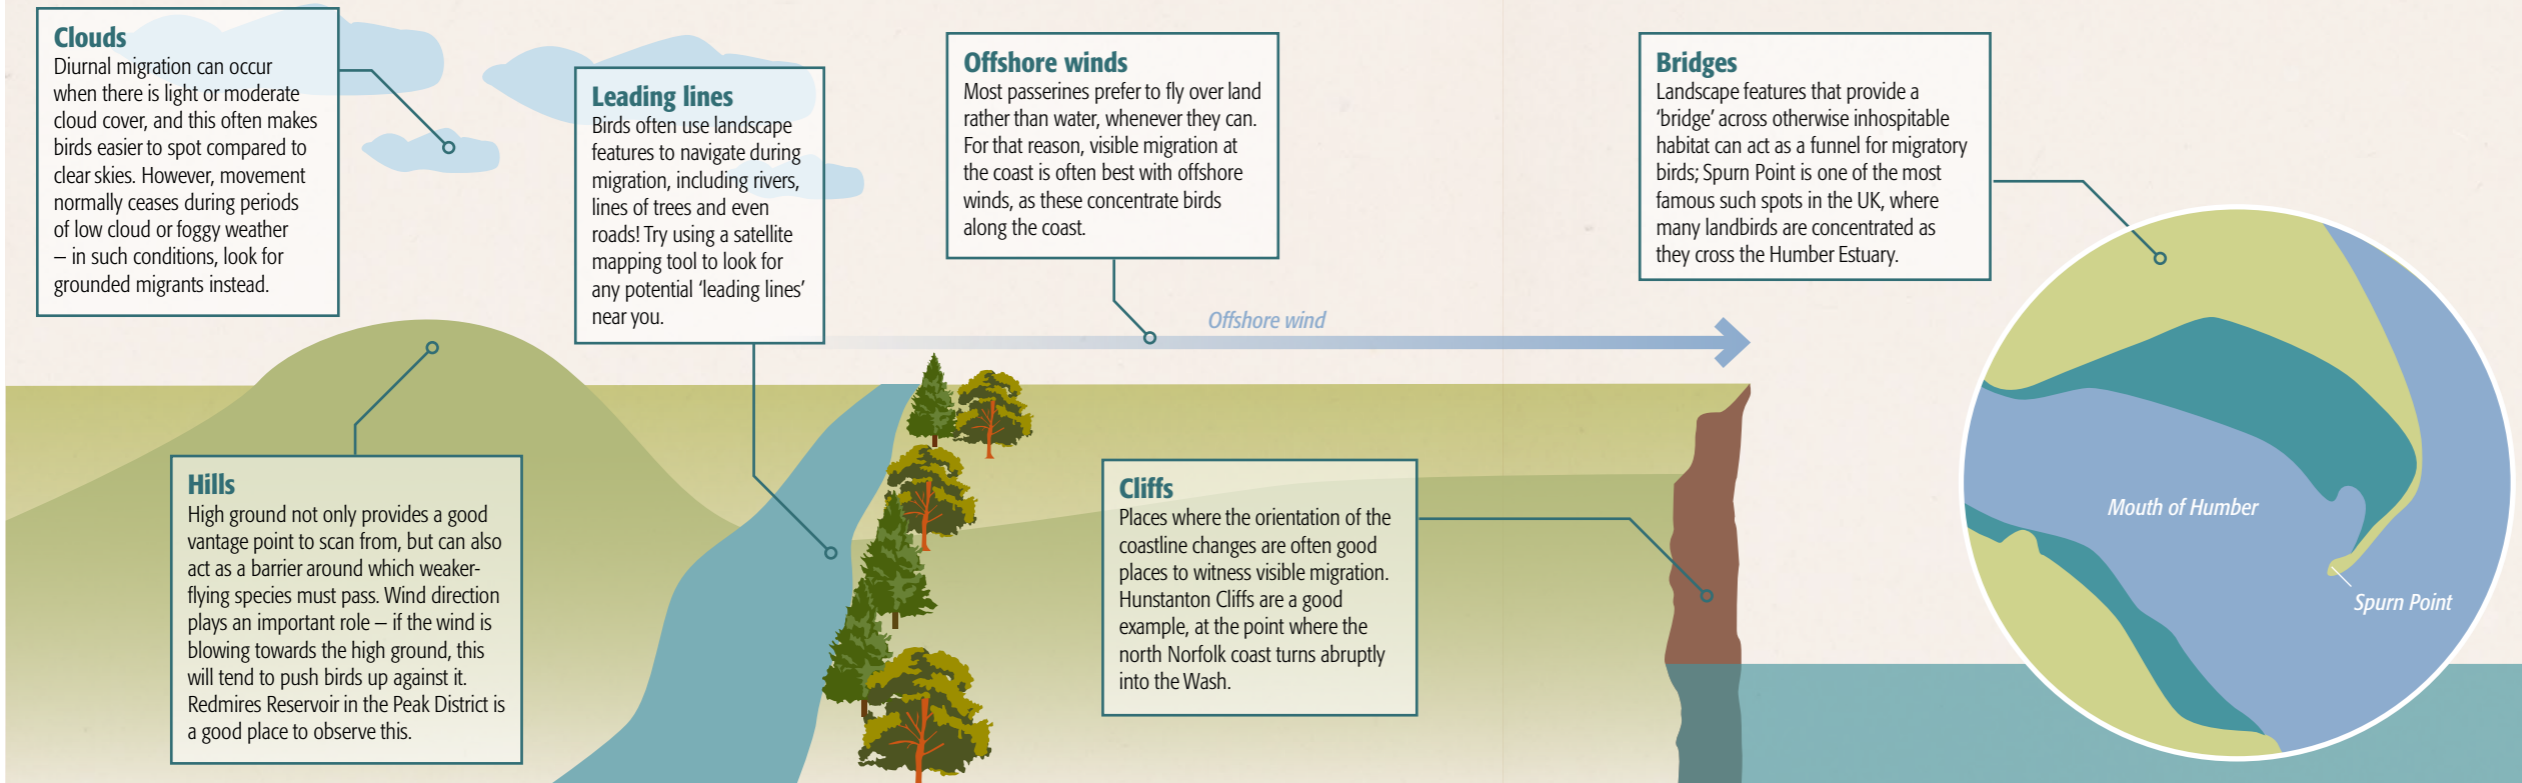 Clouds
Diurnal migration can occur
when there is light or moderate
cloud cover, and this often makes
birds easier to spot compared to
clear skies. However, movement
normally ceases during periods
of low cloud or foggy weather
– in such conditions, look for
grounded migrants instead.
Leading lines
Birds often use landscape
features to navigate during
migration, including rivers,
lines of trees and even
roads! Try using a satellite
mapping tool to look for
any potential ‘leading lines’
near you.
Offshore winds
Most passerines prefer to fly over land
rather than water, whenever they can.
For that reason, visible migration at
the coast is often best with offshore
winds, as these concentrate birds
along the coast.
Offshore wind
Bridges
Landscape features that provide a
‘bridge’ across otherwise inhospitable
habitat can act as a funnel for migratory
birds; Spurn Point is one of the most
famous such spots in the UK, where
many landbirds are concentrated as
they cross the Humber Estuary.
Hills
High ground not only provides a good
vantage point to scan from, but can also
act as a barrier around which weaker-
flying species must pass. Wind direction
plays an important role – if the wind is
blowing towards the high ground, this
will tend to push birds up against it.
Redmires Reservoir in the Peak District is
a good place to observe this.
Cliffs
Places where the orientation of the
coastline changes are often good
places to witness visible migration.
Hunstanton Cliffs are a good
example, at the point where the
north Norfolk coast turns abruptly
into the Wash.
Mouth of Humber
Spurn Point